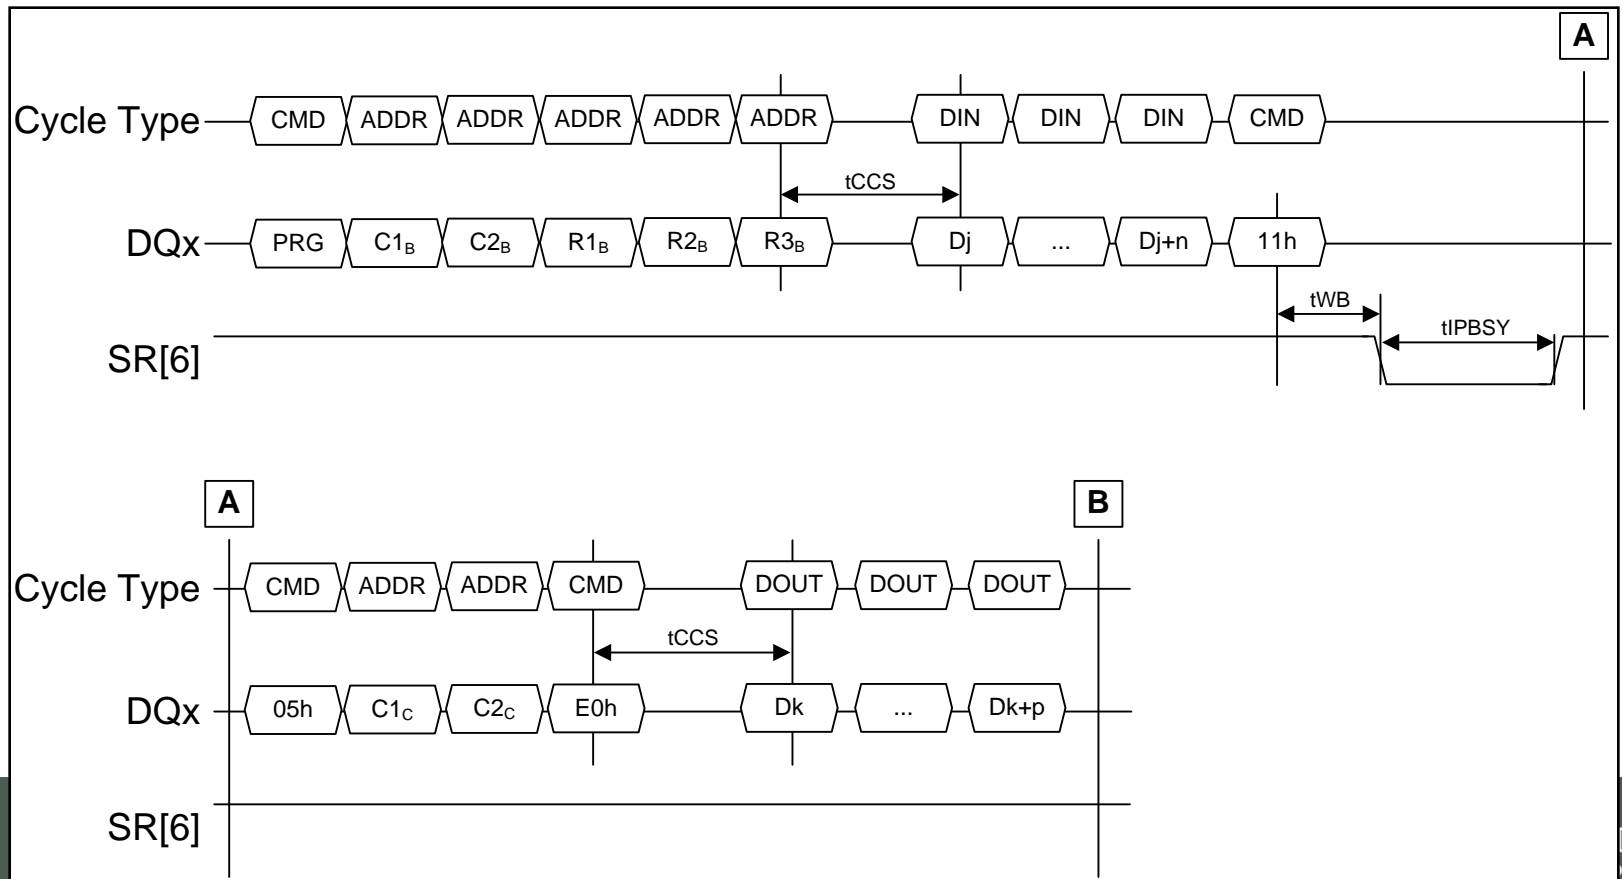 A
Cycle Type CMD ADDR ADDR ADDR ADDR ADDR DIN DIN DIN CMD
tCCS
DQx PRG C1B C2B R1B R2B R3B Dj ... Dj+n 11h
tWB tIPBSY
SR[6]
A B
Cycle Type CMD ADDR ADDR CMD DOUT DOUT DOUT
tCCS
DQx 05h C1C C2C E0h Dk ... Dk+p
SR[6]